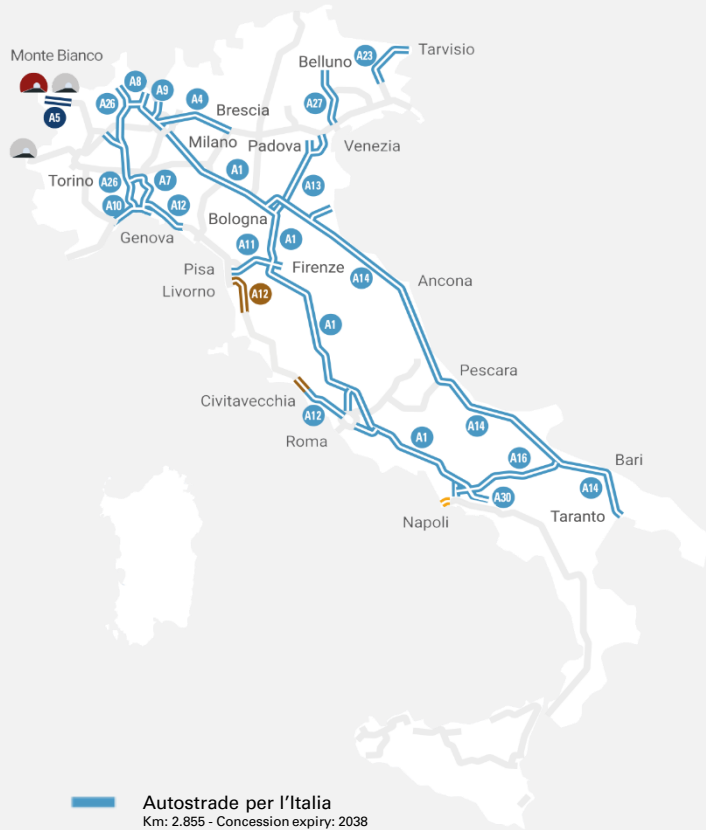 Monte Bianco
A5
A26
A8
A9
A4
Brescia
Belluno
A23
Tarvisio
A27
Milano
Padova
Venezia
Torino
A26
A7
A10
A12
Genova
A1
A13
Bologna
A11
A1
Pisa
Firenze
Livorno
A12
A14
Ancona
A1
Pescara
Civitavecchia
A12
Roma
A1
A14
A16
Bari
A30
A14
Napoli
Taranto
Autostrade per l'Italia
Km: 2.855 - Concession expiry: 2038